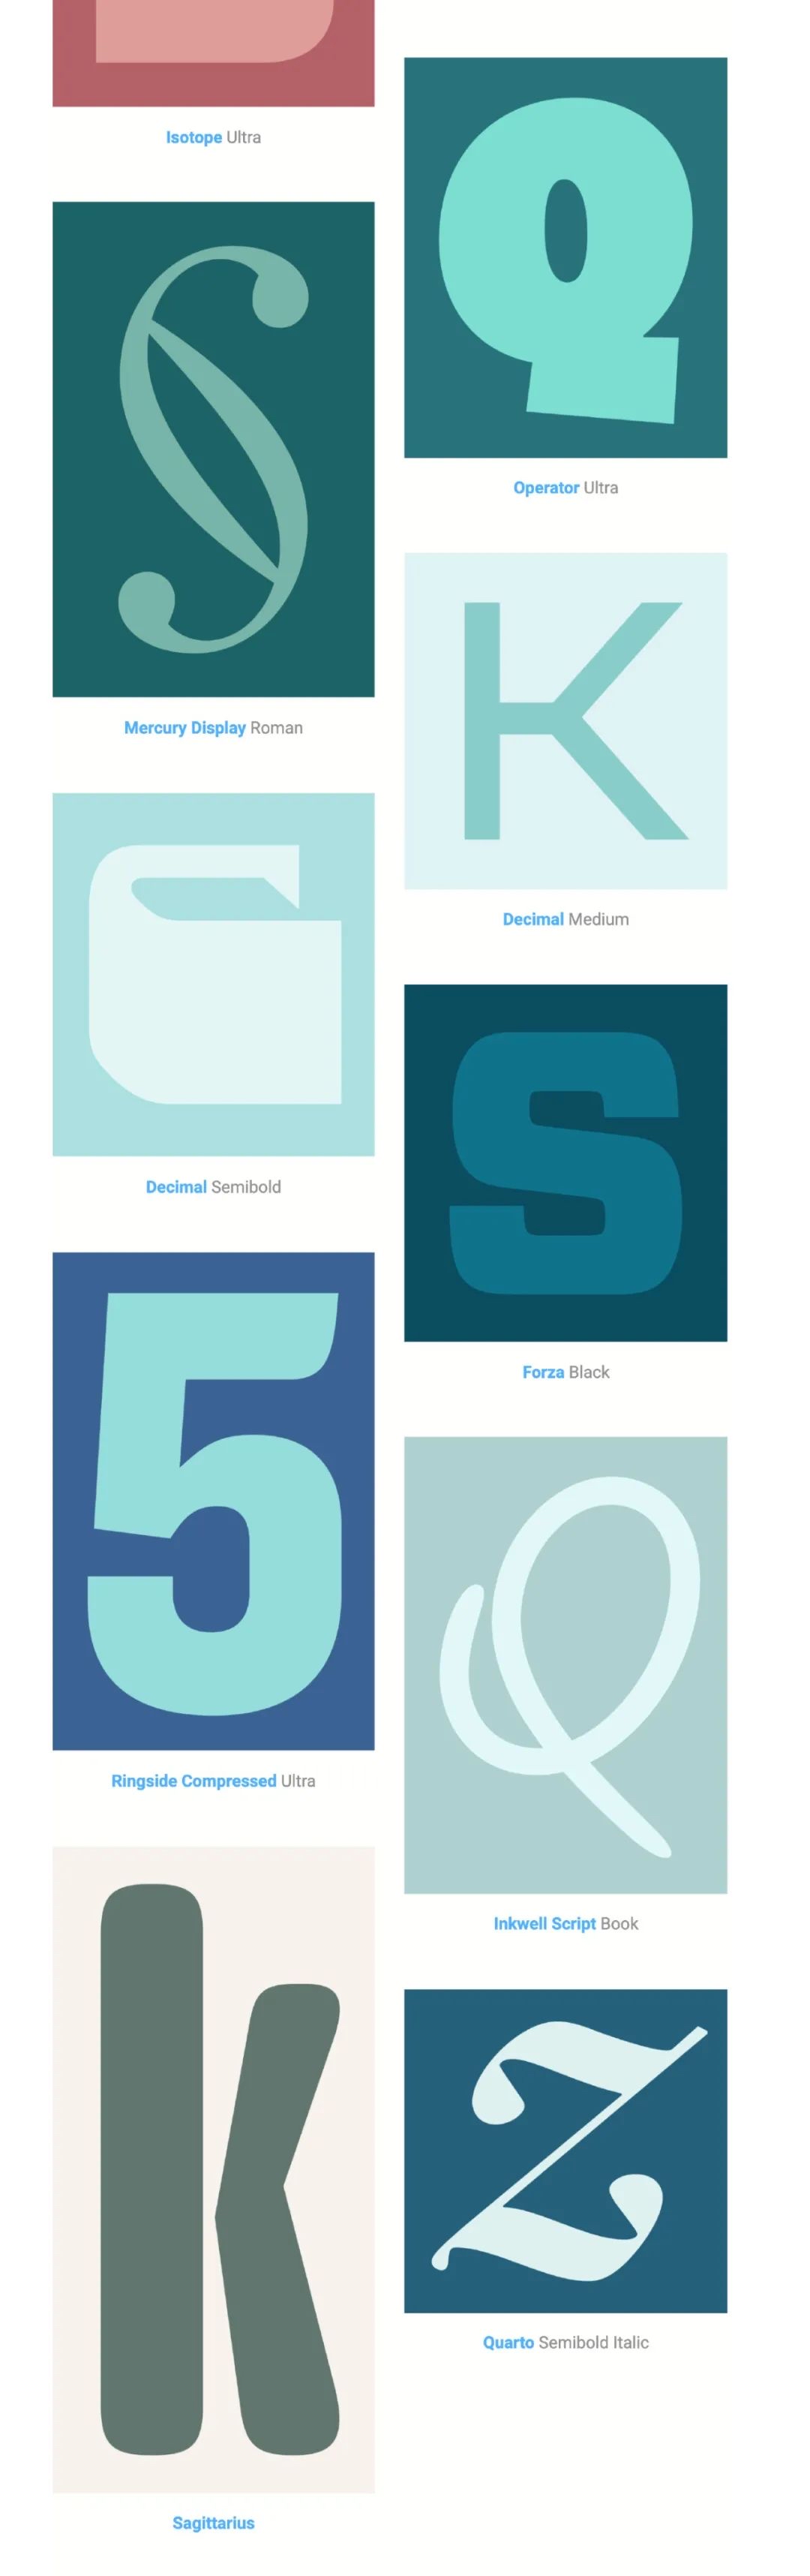 Isotope Ultra
Q
Operator Ultra
§
Mercury Display Roman
K
Decimal Medium
Decimal Semibold
S
Forza Black
5
Ringside Compressed Ultra
Q
Inkwell Script Book
k
Sagittarius
Z
Quarto Semibold Italic